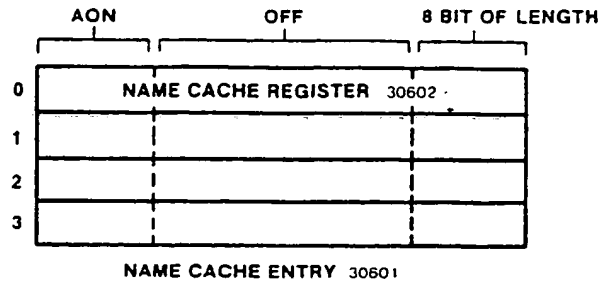 AON OFF 8 BIT OF LENGTH
0 NAME CACHE REGISTER 30602
1
2
3
NAME CACHE ENTRY 30601